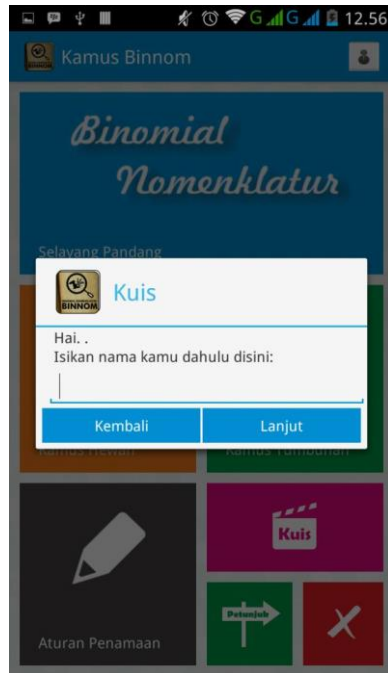 G G 12.56
Kamus Binnom
Binomial
Nomenklatur
Selayang Pandang
BINNOM
Kuis
Hai. .
Isikan nama kamu dahulu disini:
Kembali
Lanjut
Kamus Hewan
Kamus Tumbuhan
Kuis
Petunjuk
Aturan Penamaan